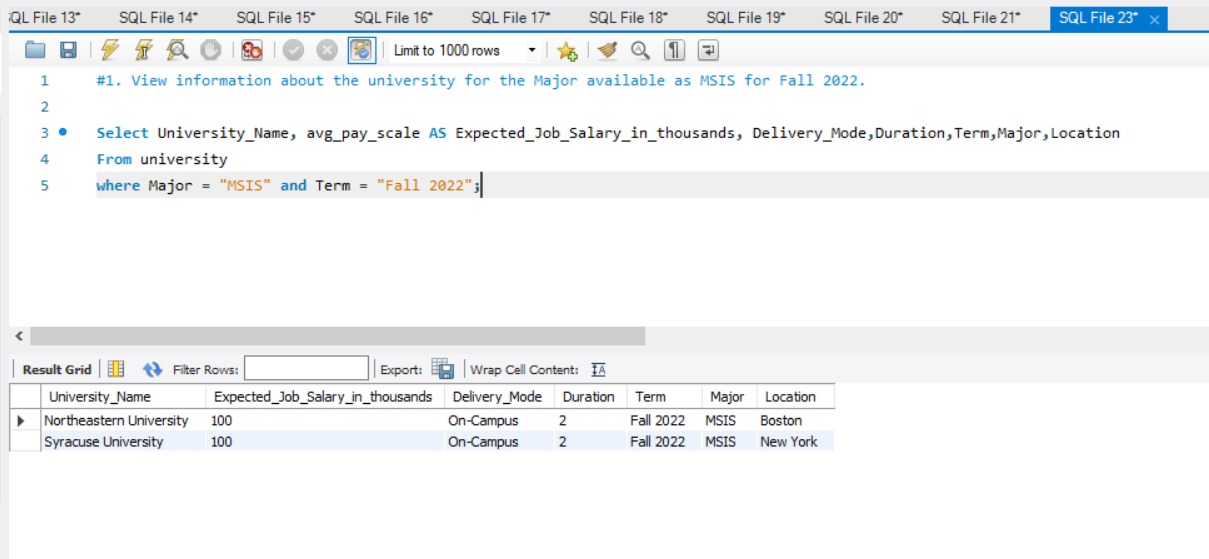 QL File 13* SQL File 14* SQL File 15* SQL File 16* SQL File 17* SQL File 18* SQL File 19* SQL File 20* SQL File 21* SQL File 23*
Limit to 1000 rows
1 #1. View information about the university for the Major available as MSIS for Fall 2022.
2
3 Select University_Name, avg_pay_scale AS Expected_Job_Salary_in_thousands, Delivery_Mode,Duration,Term,Major,Location
4 From university
5 where Major = "MSIS" and Term = "Fall 2022";
Result Grid Filter Rows: Export: Wrap Cell Content:
University_Name Expected_Job_Salary_in_thousands Delivery_Mode Duration Term Major Location
Northeastern University 100 On-Campus 2 Fall 2022 MSIS Boston
Syracuse University 100 On-Campus 2 Fall 2022 MSIS New York